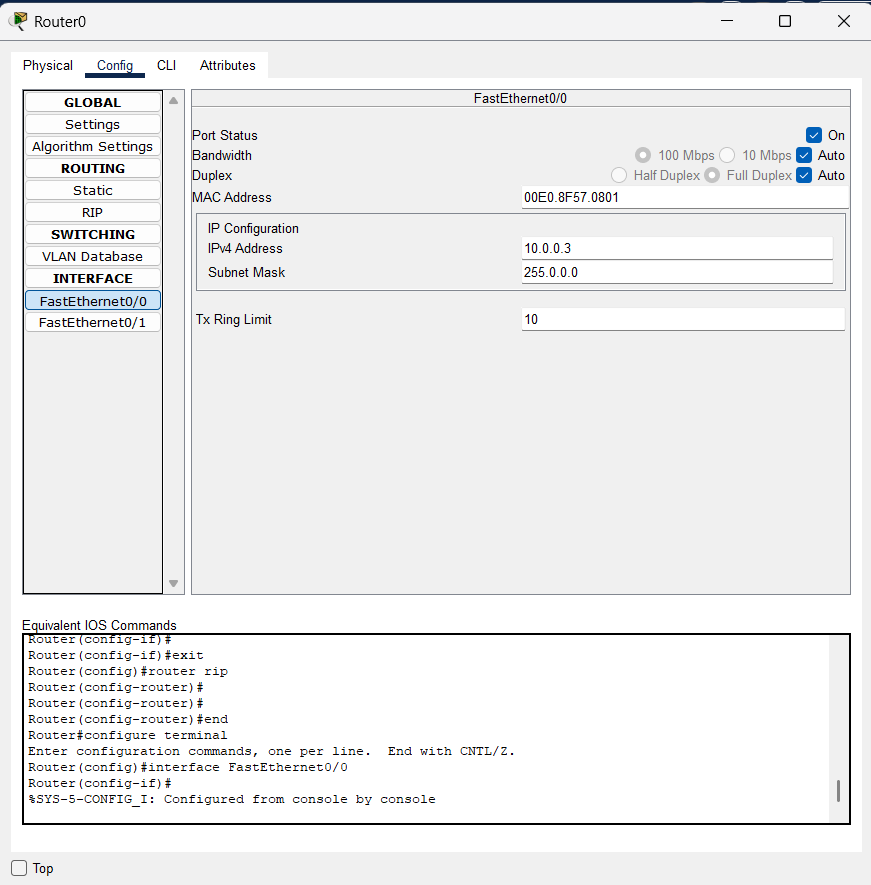 Router0
Physical Config CLI Attributes
GLOBAL
Settings
Algorithm Settings
ROUTING
Static
RIP
SWITCHING
VLAN Database
INTERFACE
FastEthernet0/0
FastEthernet0/1
FastEthernet0/0
Port Status On
Bandwidth 100 Mbps 10 Mbps Auto
Duplex Half Duplex Full Duplex Auto
MAC Address 00E0.8F57.0801
IP Configuration
IPv4 Address 10.0.0.3
Subnet Mask 255.0.0.0
Tx Ring Limit 10
Equivalent IOS Commands
Router(config-if)#
Router(config-if)#exit
Router(config)#router rip
Router(config-router)#
Router(config-router)#
Router(config-router)#end
Router#configure terminal
Enter configuration commands, one per line.  End with CNTL/Z.
Router(config)#interface FastEthernet0/0
Router(config-if)#
%SYS-5-CONFIG_I: Configured from console by console
Top